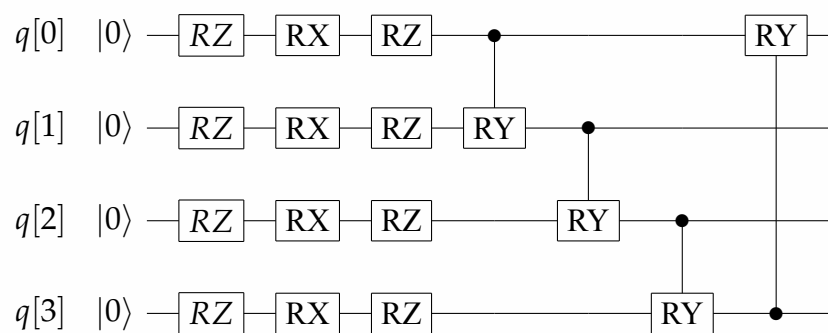 q[0] |0⟩ RZ RX RZ RY
q[1] |0⟩ RZ RX RZ RY
q[2] |0⟩ RZ RX RZ RY
q[3] |0⟩ RZ RX RZ RY